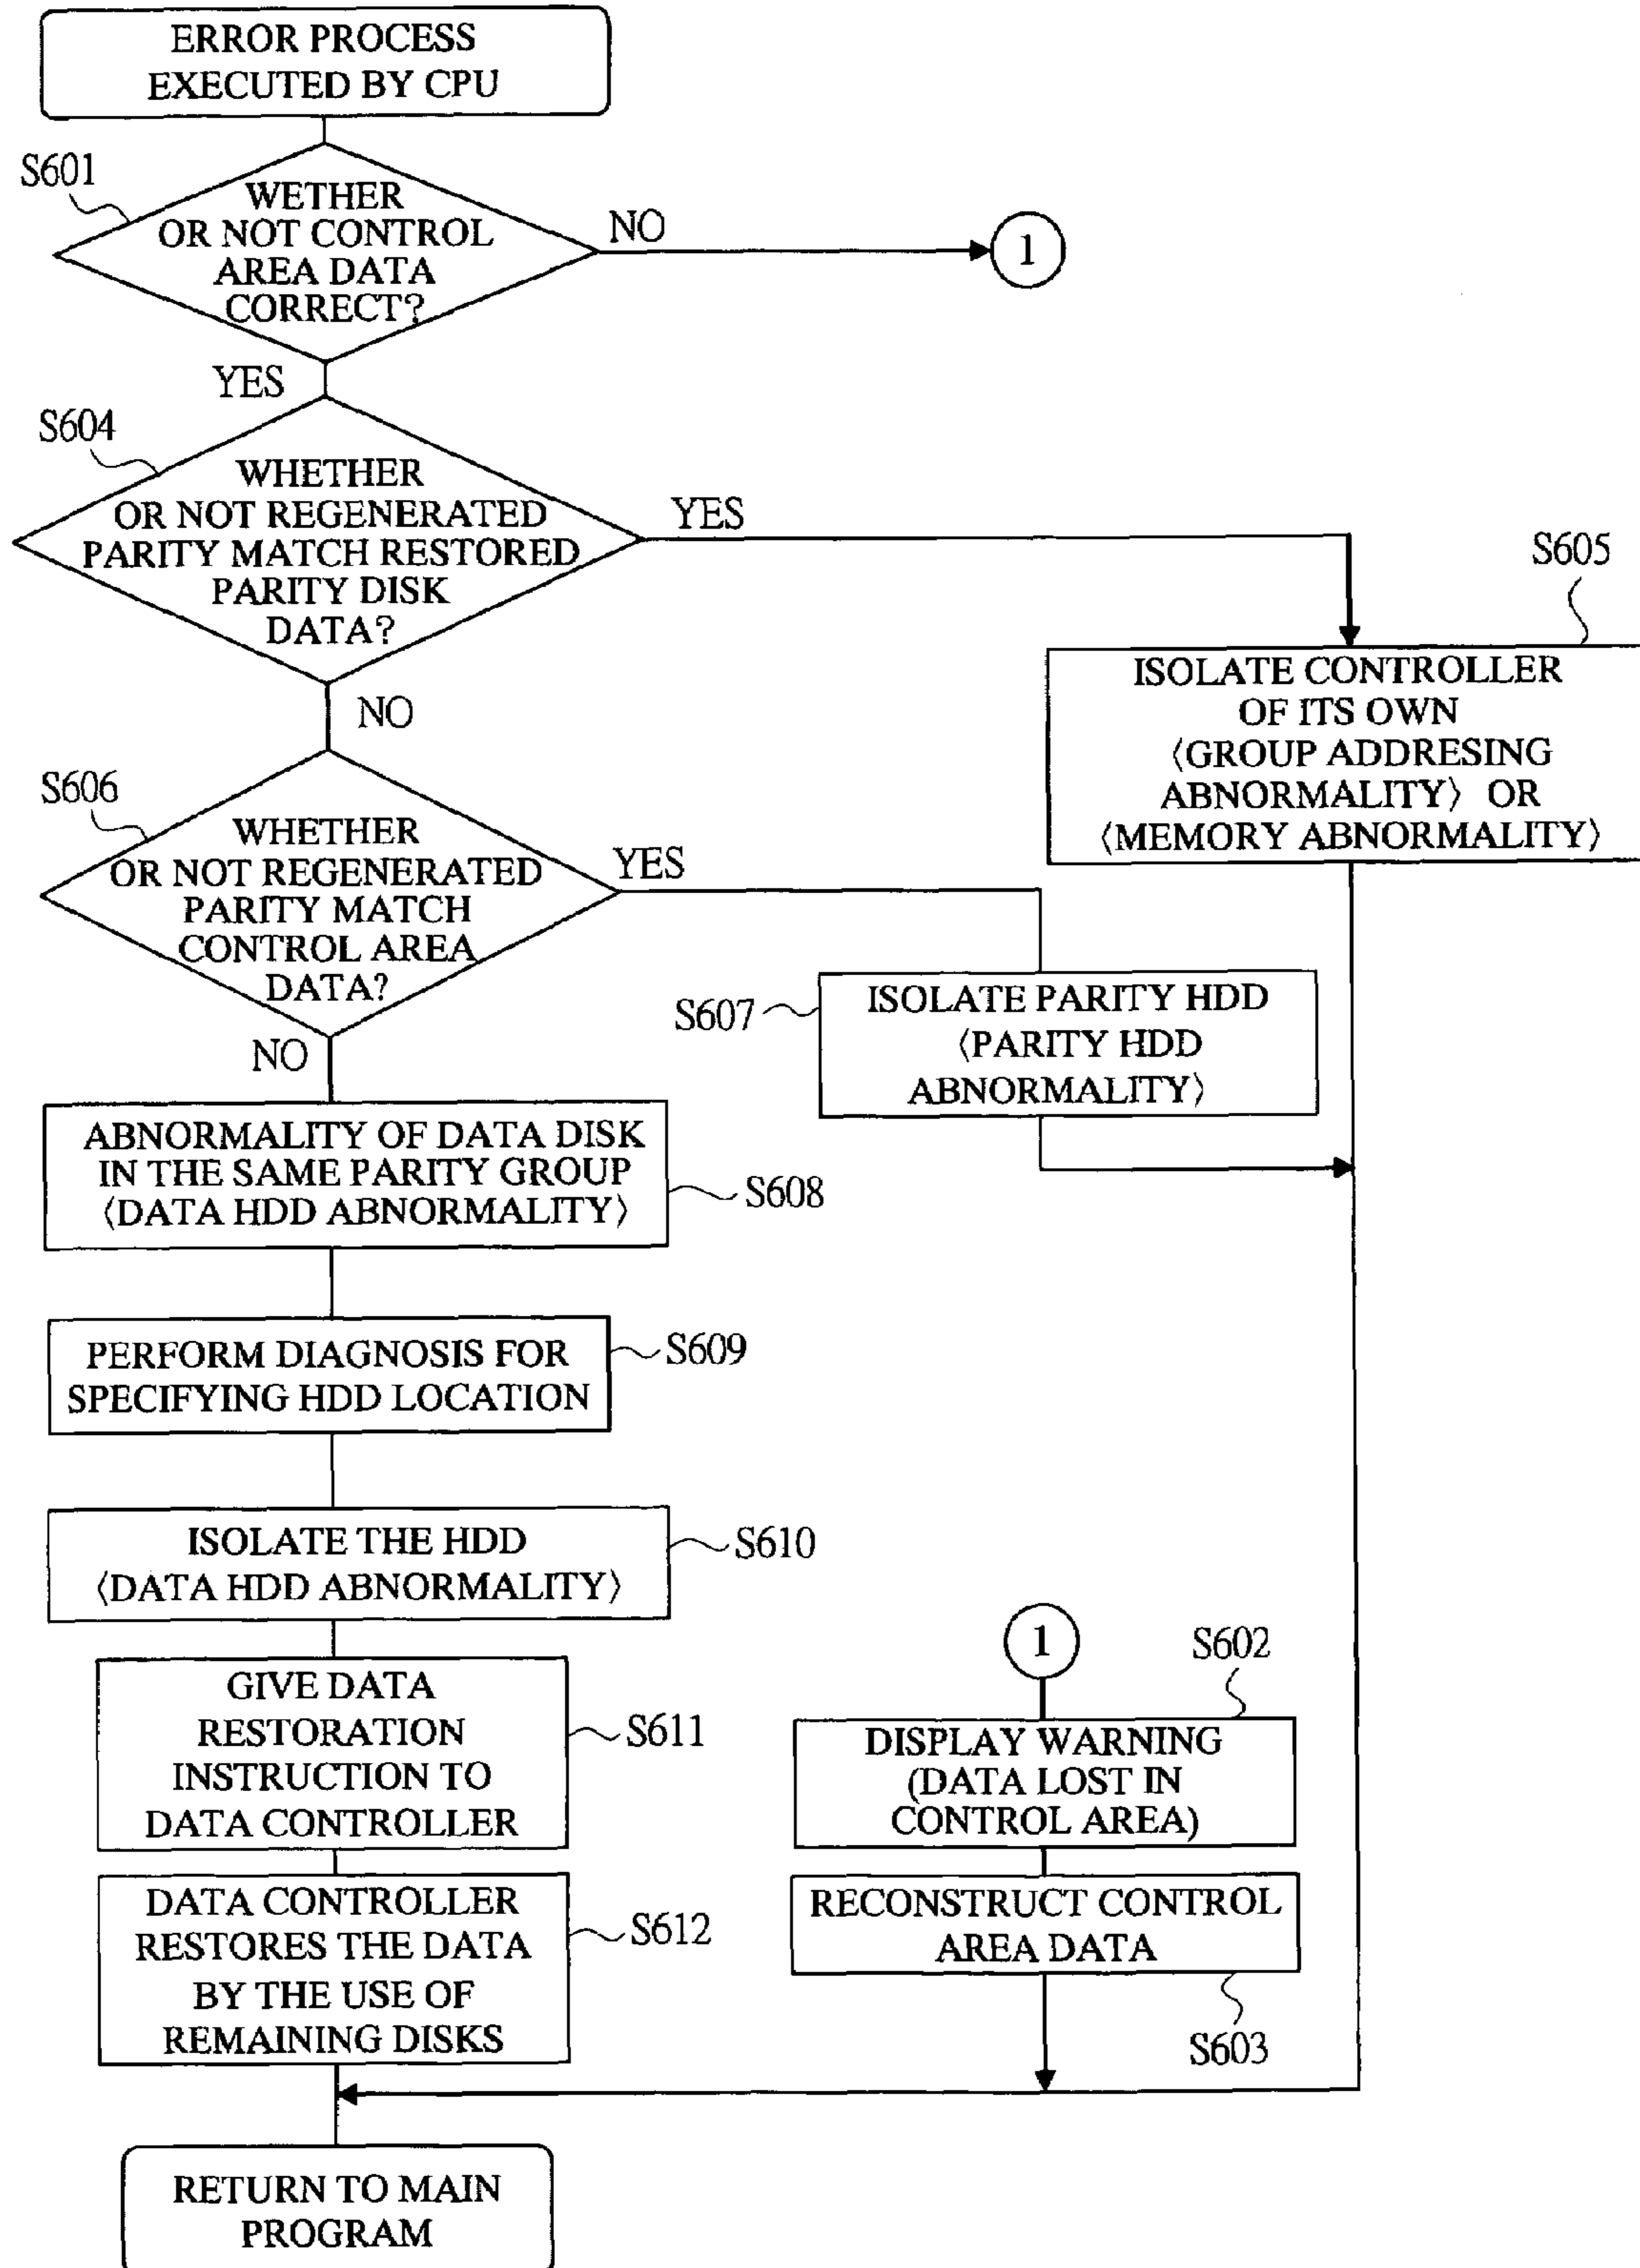 ERROR PROCESS
EXECUTED BY CPU
S601
WETHER
OR NOT CONTROL
AREA DATA
CORRECT?
NO
1
YES
S604
WHETHER
OR NOT REGENERATED
PARITY MATCH RESTORED
PARITY DISK
DATA?
YES
S605
ISOLATE CONTROLLER
OF ITS OWN
〈GROUP ADDRESING
ABNORMALITY〉 OR
〈MEMORY ABNORMALITY〉
NO
S606
WHETHER
OR NOT REGENERATED
PARITY MATCH
CONTROL AREA
DATA?
YES
S607
ISOLATE PARITY HDD
〈PARITY HDD
ABNORMALITY〉
NO
ABNORMALITY OF DATA DISK
IN THE SAME PARITY GROUP
〈DATA HDD ABNORMALITY〉
S608
PERFORM DIAGNOSIS FOR
SPECIFYING HDD LOCATION
S609
ISOLATE THE HDD
〈DATA HDD ABNORMALITY〉
S610
GIVE DATA
RESTORATION
INSTRUCTION TO
DATA CONTROLLER
S611
DATA CONTROLLER
RESTORES THE DATA
BY THE USE OF
REMAINING DISKS
S612
1
S602
DISPLAY WARNING
(DATA LOST IN
CONTROL AREA)
RECONSTRUCT CONTROL
AREA DATA
S603
RETURN TO MAIN
PROGRAM